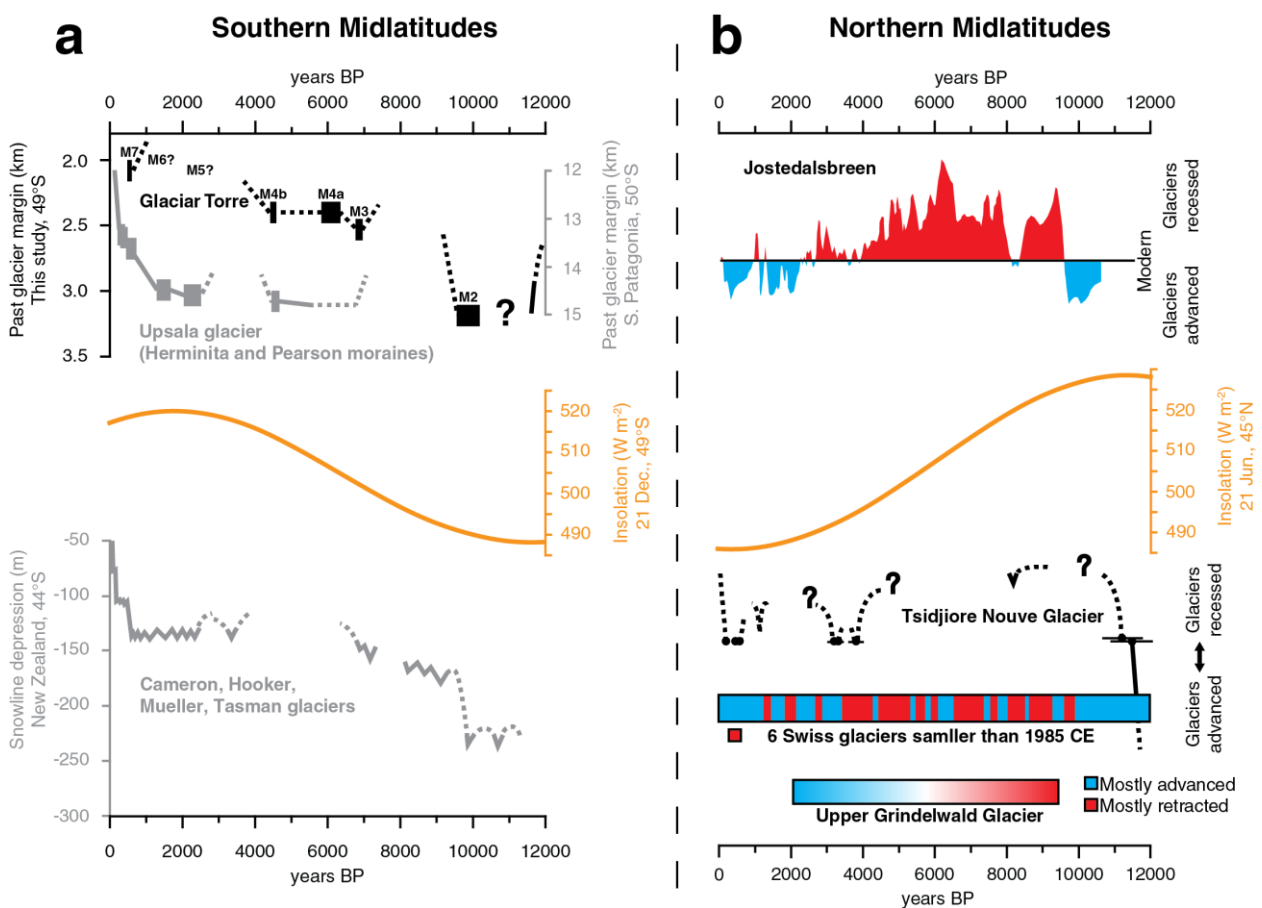 a
Southern Midlatitudes
years BP
0 2000 4000 6000 8000 10000 12000
Past glacier margin (km)
This study, 49°S
2.0
2.5
3.0
3.5
M7
M6?
M5?
Glaciar Torre
M4b
M4a
M3
M2
?
Upsala glacier
(Herminita and Pearson moraines)
12
13
14
15
Past glacier margin (km)
S. Patagonia, 50°S
520
510
500
490
Insolation (W m-2)
21 Dec., 49°S
Snowline depression (m)
New Zealand, 44°S
-50
-100
-150
-200
-250
-300
Cameron, Hooker,
Mueller, Tasman glaciers
0 2000 4000 6000 8000 10000 12000
years BP
b
Northern Midlatitudes
years BP
0 2000 4000 6000 8000 10000 12000
Jostedalsbreen
Modern
Glaciers
recessed
Glaciers
advanced
520
510
500
490
Insolation (W m-2)
21 Jun., 45°N
?
?
?
Tsidjiore Nouve Glacier
Glaciers
recessed
Glaciers
advanced
6 Swiss glaciers samller than 1985 CE
Upper Grindelwald Glacier
Mostly advanced
Mostly retracted
0 2000 4000 6000 8000 10000 12000
years BP